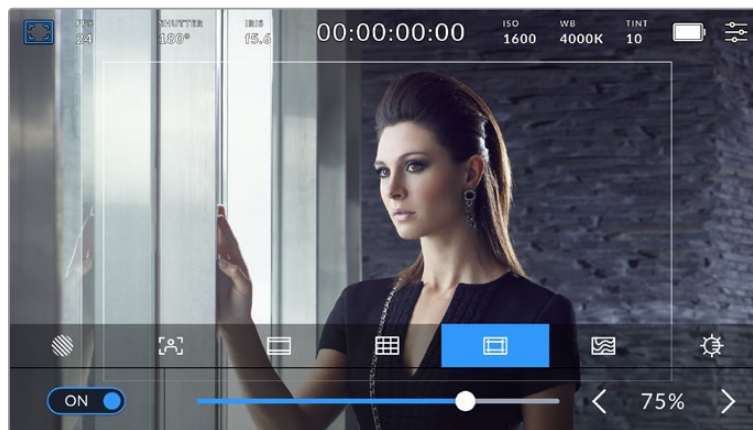 FPS SHUTTER IRIS 00:00:00:00 ISO WB TINT
24 180° f5.6 1600 4000K 10
ON 75%